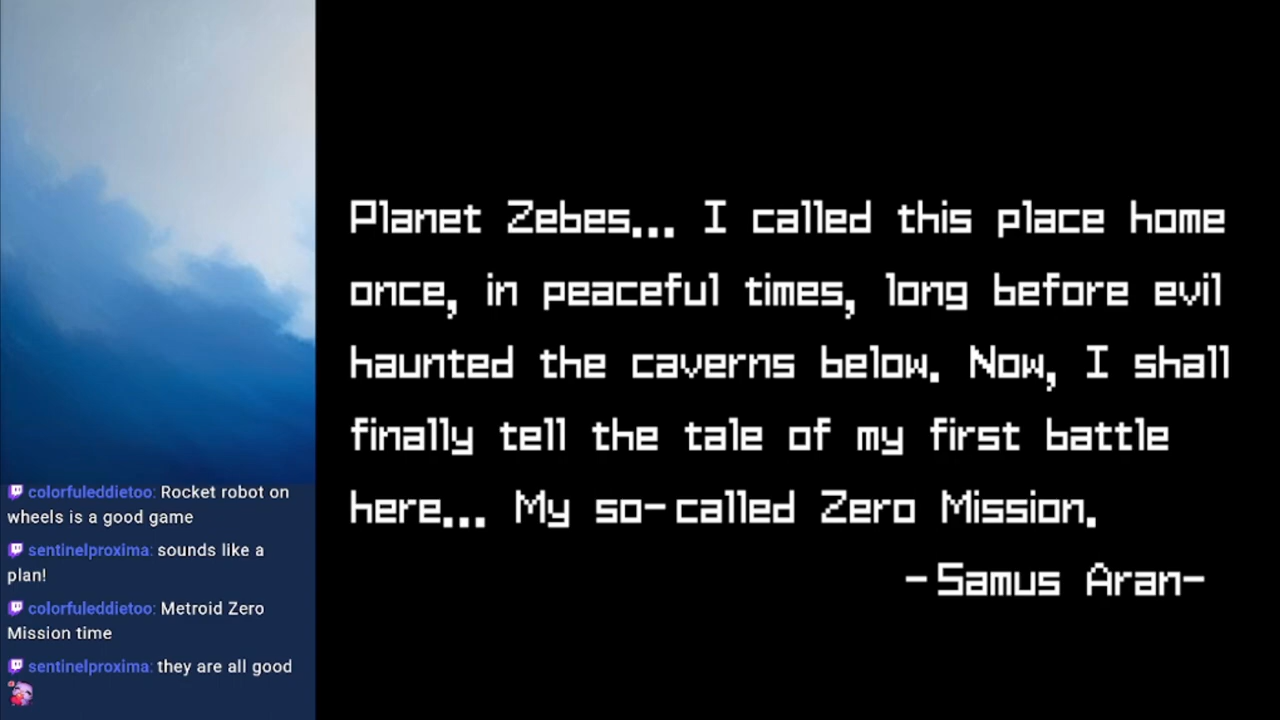 Planet Zebes... I called this place home
once, in peaceful times, long before evil
haunted the caverns below. Now, I shall
finally tell the tale of my first battle
here... My so-called Zero Mission.
-Samus Aran-
colorfuleddietoo: Rocket robot on
wheels is a good game
sentinelproxima: sounds like a
plan!
colorfuleddietoo: Metroid Zero
Mission time
sentinelproxima: they are all good